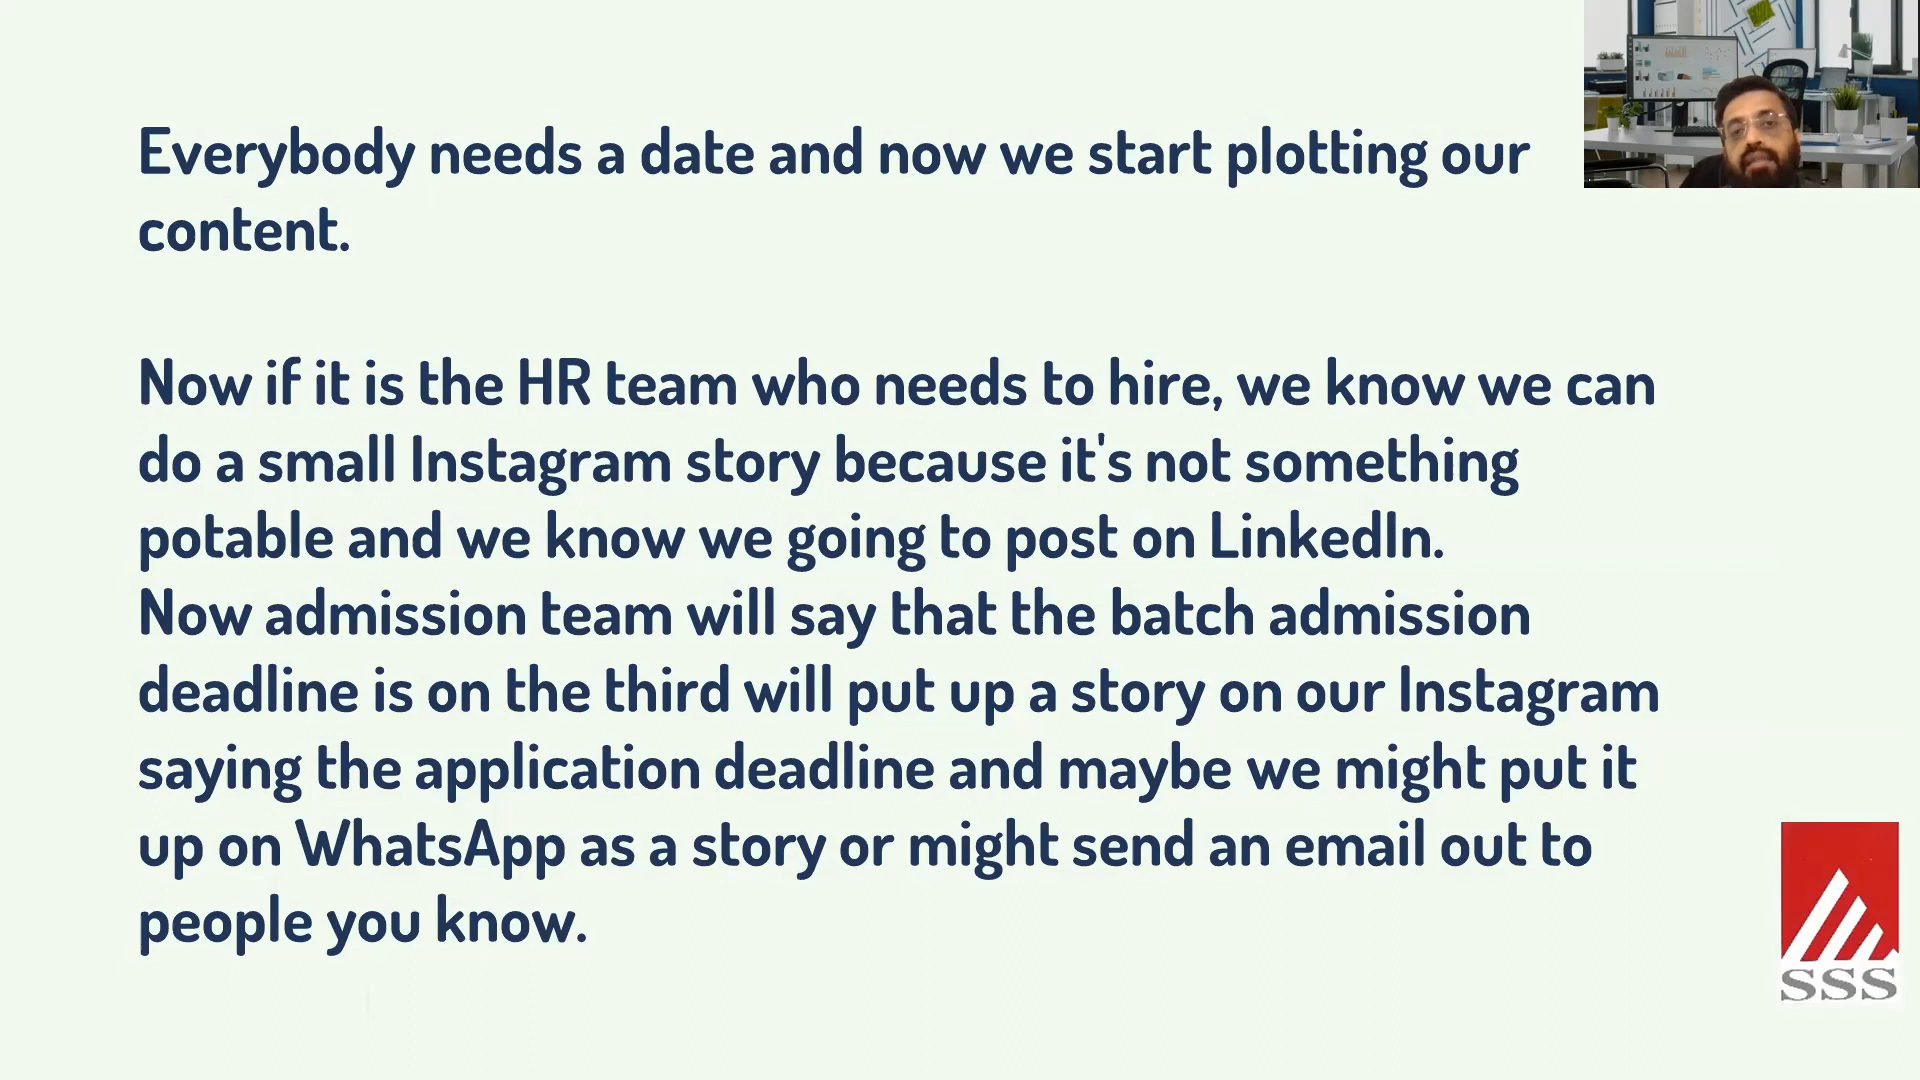 Everybody needs a date and now we start plotting our
content.
Now if it is the HR team who needs to hire, we know we can
do a small Instagram story because it's not something
potable and we know we going to post on LinkedIn.
Now admission team will say that the batch admission
deadline is on the third will put up a story on our Instagram
saying the application deadline and maybe we might put it
up on WhatsApp as a story or might send an email out to
people you know.
SSS